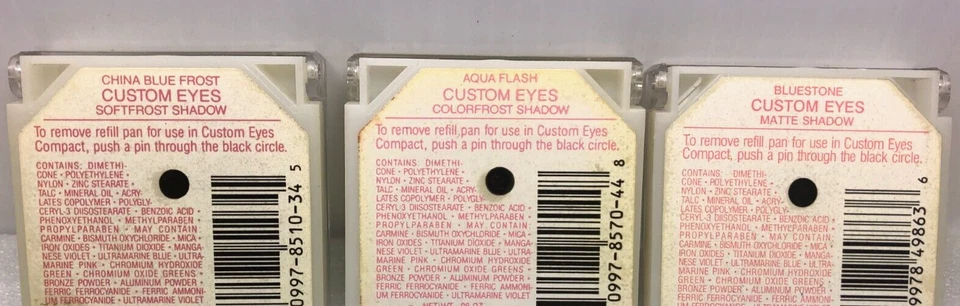 CHINA BLUE FROST
CUSTOM EYES
SOFTFROST SHADOW
To remove refill pan for use in Custom Eyes
Compact, push a pin through the black circle.
CONTAINS: DIMETHI-
CONE • POLYETHYLENE •
NYLON • ZINC STEARATE •
TALC • MINERAL OIL • ACRY-
LATES COPOLYMER • POLYGLY-
CERYL-3 DIISOSTEARATE • BENZOIC ACID •
PHENOXYETHANOL • METHYLPARABEN •
PROPYLPARABEN • MAY CONTAIN:
CARMINE • BISMUTH OXYCHLORIDE • MICA •
IRON OXIDES • TITANIUM DIOXIDE • MANGA-
NESE VIOLET • ULTRAMARINE BLUE • ULTRA-
MARINE PINK • CHROMIUM HYDROXIDE
GREEN • CHROMIUM OXIDE GREENS •
BRONZE POWDER • ALUMINUM POWDER •
FERRIC FERROCYANIDE • FERRIC AMMONI-
UM FERROCYANIDE • ULTRAMARINE VIOLET
0997-8510-34 5
AQUA FLASH
CUSTOM EYES
COLORFROST SHADOW
To remove refill pan for use in Custom Eyes
Compact, push a pin through the black circle.
CONTAINS: DIMETHI-
CONE • POLYETHYLENE •
NYLON • ZINC STEARATE •
TALC • MINERAL OIL • ACRY-
LATES COPOLYMER • POLYGLY-
CERYL-3 DIISOSTEARATE • BENZOIC ACID •
PHENOXYETHANOL • METHYLPARABEN •
PROPYLPARABEN • MAY CONTAIN:
CARMINE • BISMUTH OXYCHLORIDE • MICA •
IRON OXIDES • TITANIUM DIOXIDE • MANGA-
NESE VIOLET • ULTRAMARINE BLUE • ULTRA-
MARINE PINK • CHROMIUM HYDROXIDE
GREEN • CHROMIUM OXIDE GREENS •
BRONZE POWDER • ALUMINUM POWDER •
FERRIC FERROCYANIDE • FERRIC AMMONI-
UM FERROCYANIDE • ULTRAMARINE VIOLET
0997-8570-44 8
BLUESTONE
CUSTOM EYES
MATTE SHADOW
To remove refill pan for use in Custom Eyes
Compact, push a pin through the black circle.
CONTAINS: DIMETHI-
CONE • POLYETHYLENE •
NYLON • ZINC STEARATE •
TALC • MINERAL OIL • ACRY-
LATES COPOLYMER • POLYGLY-
CERYL-3 DIISOSTEARATE • BENZOIC ACID •
PHENOXYETHANOL • METHYLPARABEN •
PROPYLPARABEN • MAY CONTAIN:
CARMINE • BISMUTH OXYCHLORIDE • MICA •
IRON OXIDES • TITANIUM DIOXIDE • MANGA-
NESE VIOLET • ULTRAMARINE BLUE • ULTRA-
MARINE PINK • CHROMIUM HYDROXIDE
GREEN • CHROMIUM OXIDE GREENS •
BRONZE POWDER • ALUMINUM POWDER •
FERRIC FERROCYANIDE • FERRIC AMMONI-
UM FERROCYANIDE • ULTRAMARINE VIOLET
0978-49863 6